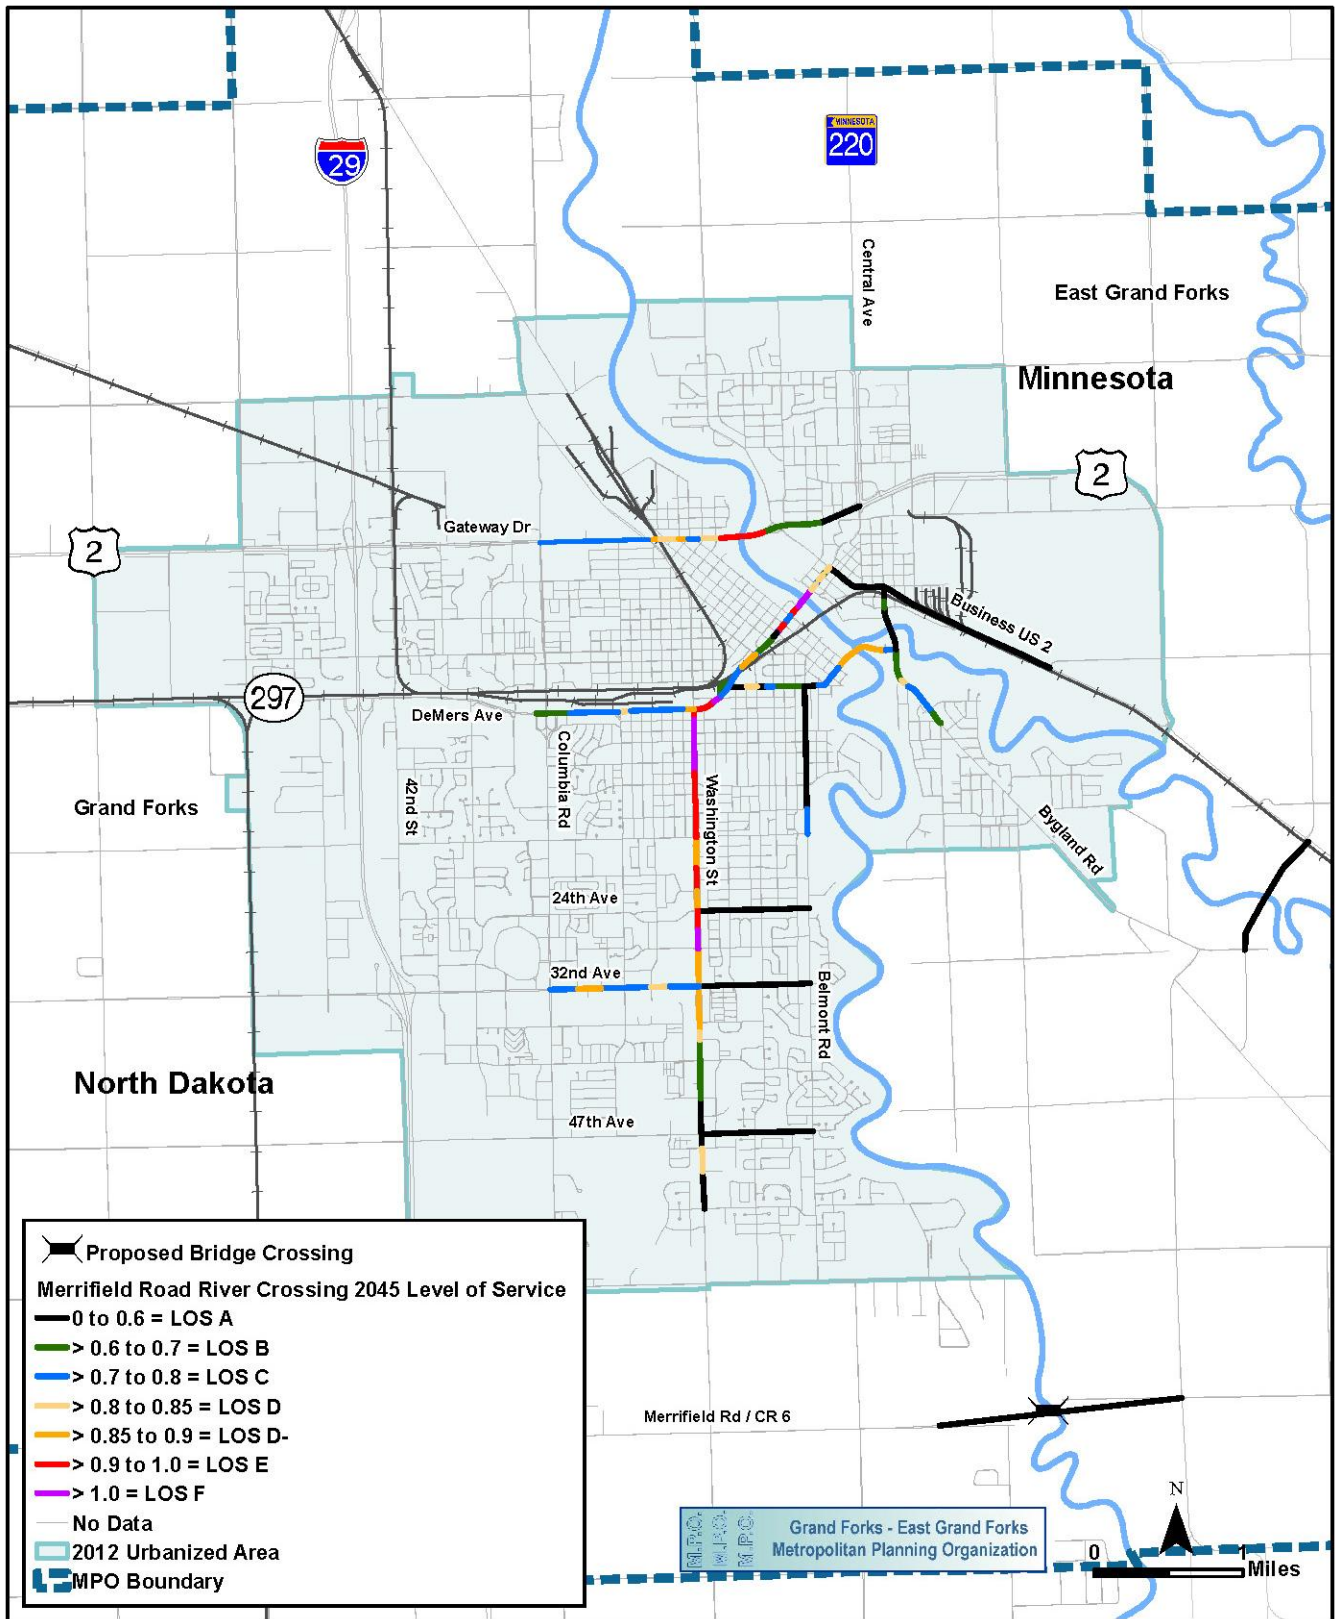 MINNESOTA
220
29
Central Ave
East Grand Forks
Minnesota
2
Gateway Dr
2
Business US 2
297
DeMers Ave
Columbia Rd
42nd St
Washington St
Grand Forks
Bygland Rd
24th Ave
32nd Ave
Belmont Rd
North Dakota
47th Ave
Proposed Bridge Crossing
Merrifield Road River Crossing 2045 Level of Service
0 to 0.6 = LOS A
> 0.6 to 0.7 = LOS B
> 0.7 to 0.8 = LOS C
> 0.8 to 0.85 = LOS D
> 0.85 to 0.9 = LOS D-
> 0.9 to 1.0 = LOS E
> 1.0 = LOS F
No Data
2012 Urbanized Area
MPO Boundary
Merrifield Rd / CR 6
M.P.O.
M.P.O.
M.P.O.
Grand Forks - East Grand Forks
Metropolitan Planning Organization
N
0 1
Miles